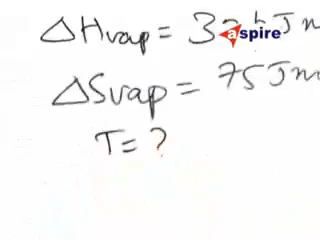 ΔHvap = 3
aspire
ΔSvap = 75 J m
T = ?